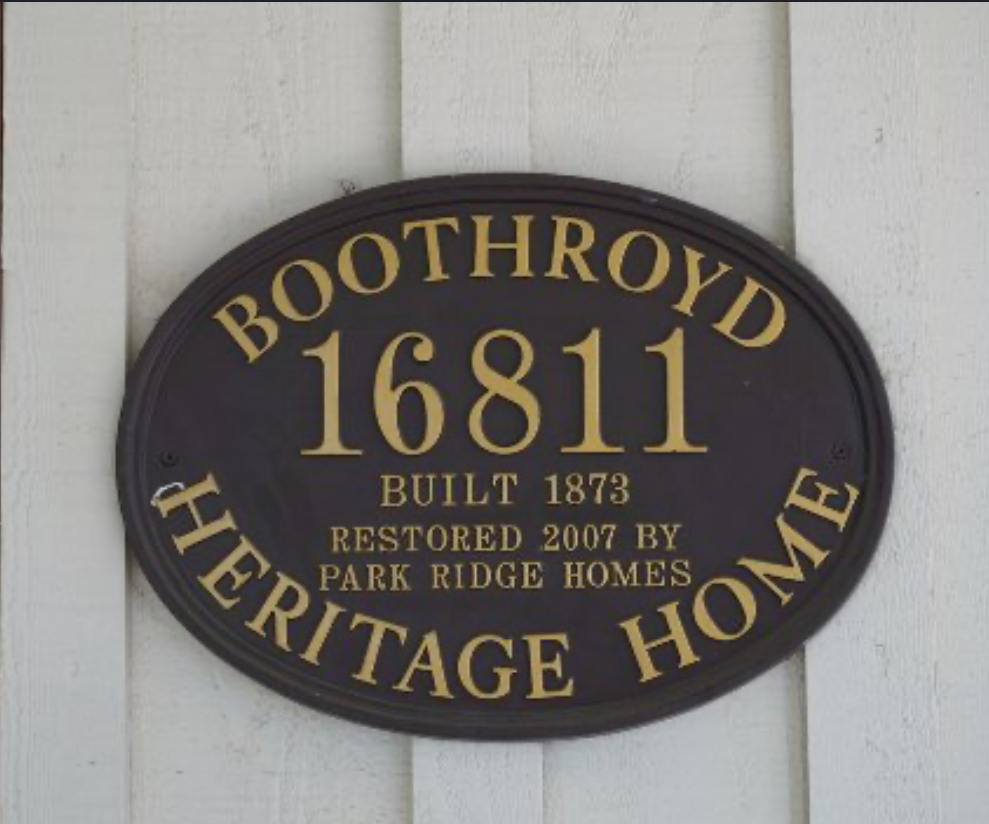 BOOTHROYD
16811
BUILT 1873
RESTORED 2007 BY
PARK RIDGE HOMES
HERITAGE HOME